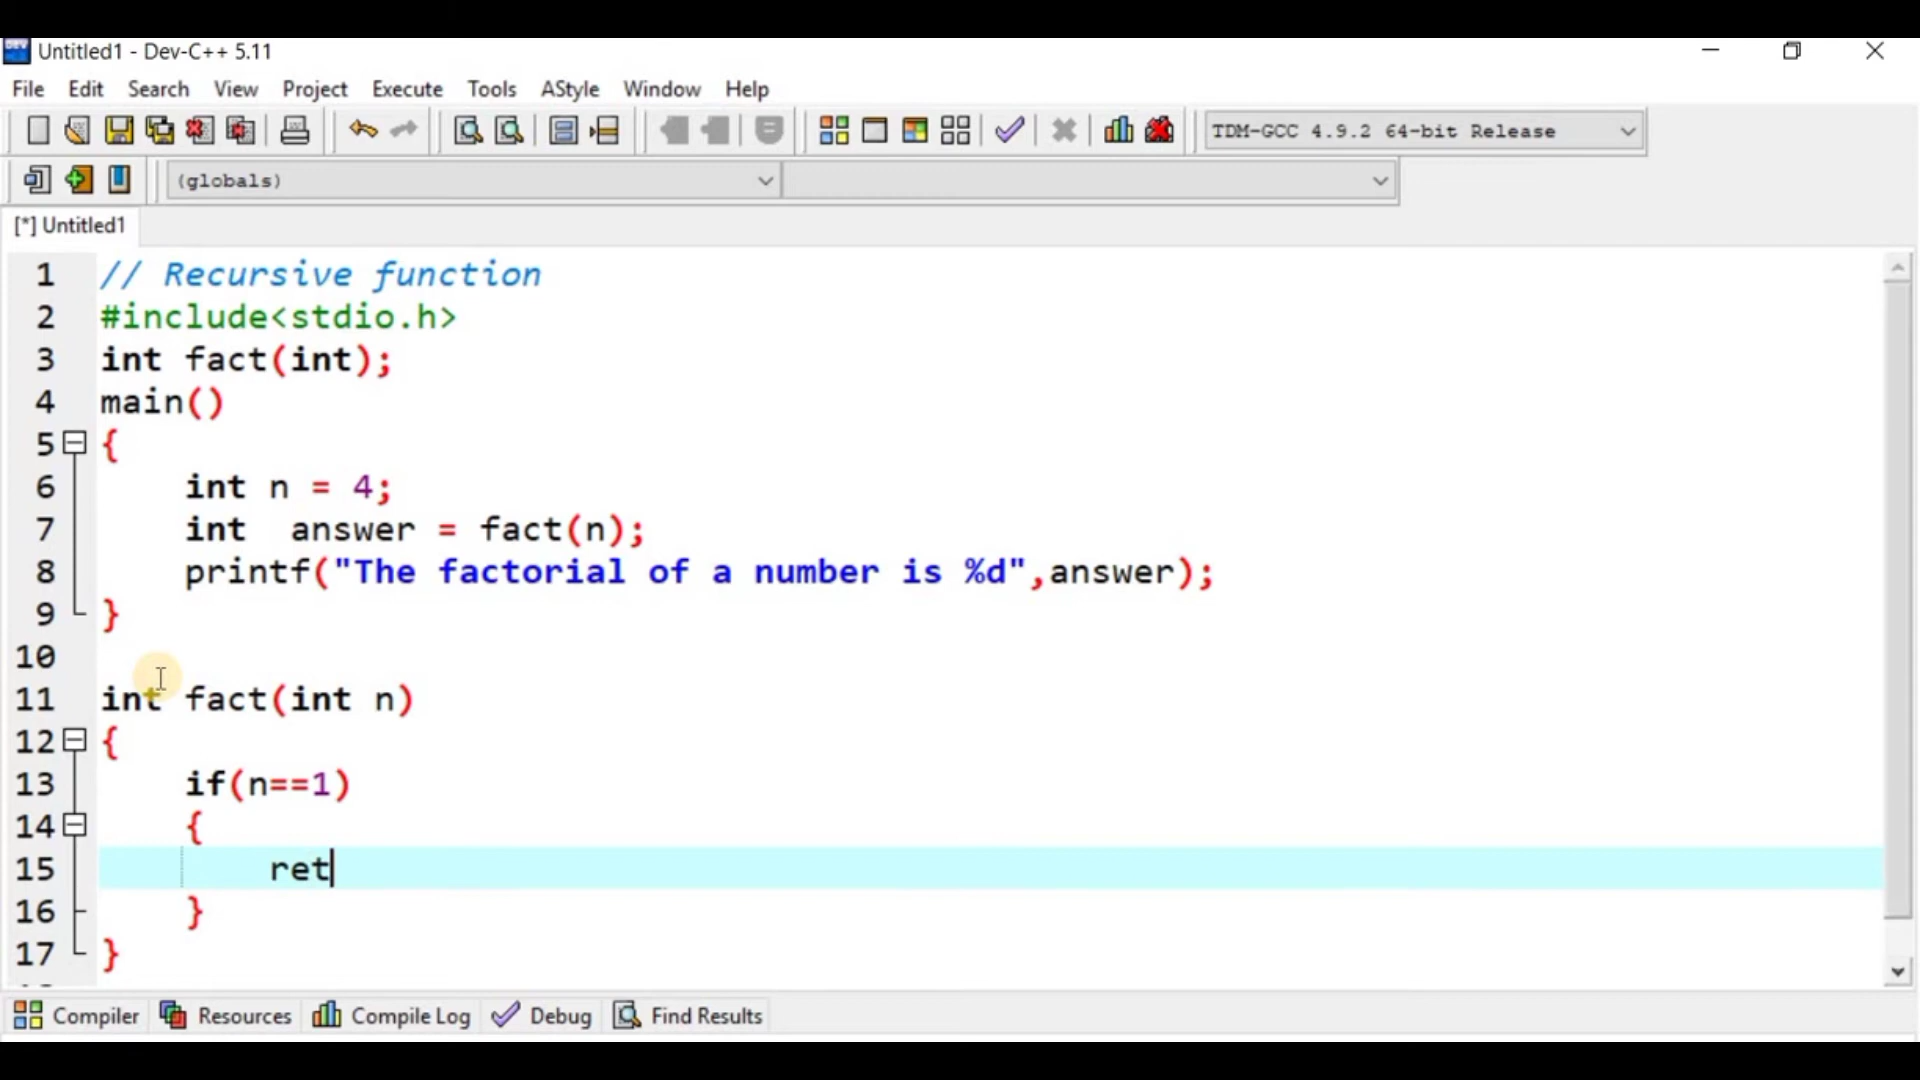 Untitled1 - Dev-C++ 5.11
File Edit Search View Project Execute Tools AStyle Window Help
TDM-GCC 4.9.2 64-bit Release
(globals)
[*] Untitled1
1 // Recursive function
2 #include<stdio.h>
3 int fact(int);
4 main()
5 {
6 int n = 4;
7 int  answer = fact(n);
8 printf("The factorial of a number is %d",answer);
9 }
10
11 int fact(int n)
12 {
13 if(n==1)
14 {
15 ret
16 }
17 }
Compiler Resources Compile Log Debug Find Results